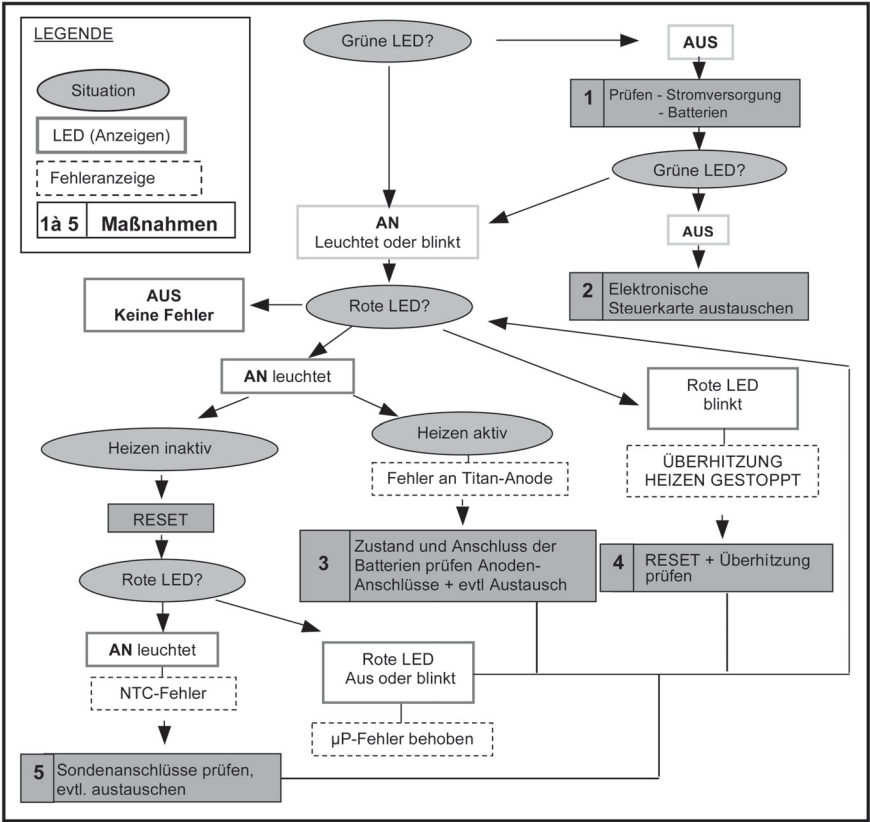 LEGENDE
Situation
LED (Anzeigen)
Fehleranzeige
1à 5 Maßnahmen
Grüne LED?
AUS
1 Prüfen - Stromversorgung
- Batterien
Grüne LED?
AUS
2 Elektronische
Steuerkarte austauschen
AN
Leuchtet oder blinkt
Rote LED?
AUS
Keine Fehler
AN leuchtet
Heizen inaktiv
RESET
Rote LED?
AN leuchtet
NTC-Fehler
5 Sondenanschlüsse prüfen,
evtl. austauschen
Heizen aktiv
Fehler an Titan-Anode
3 Zustand und Anschluss der
Batterien prüfen Anoden-
Anschlüsse + evtl Austausch
Rote LED
Aus oder blinkt
µP-Fehler behoben
Rote LED
blinkt
ÜBERHITZUNG
HEIZEN GESTOPPT
4 RESET + Überhitzung
prüfen